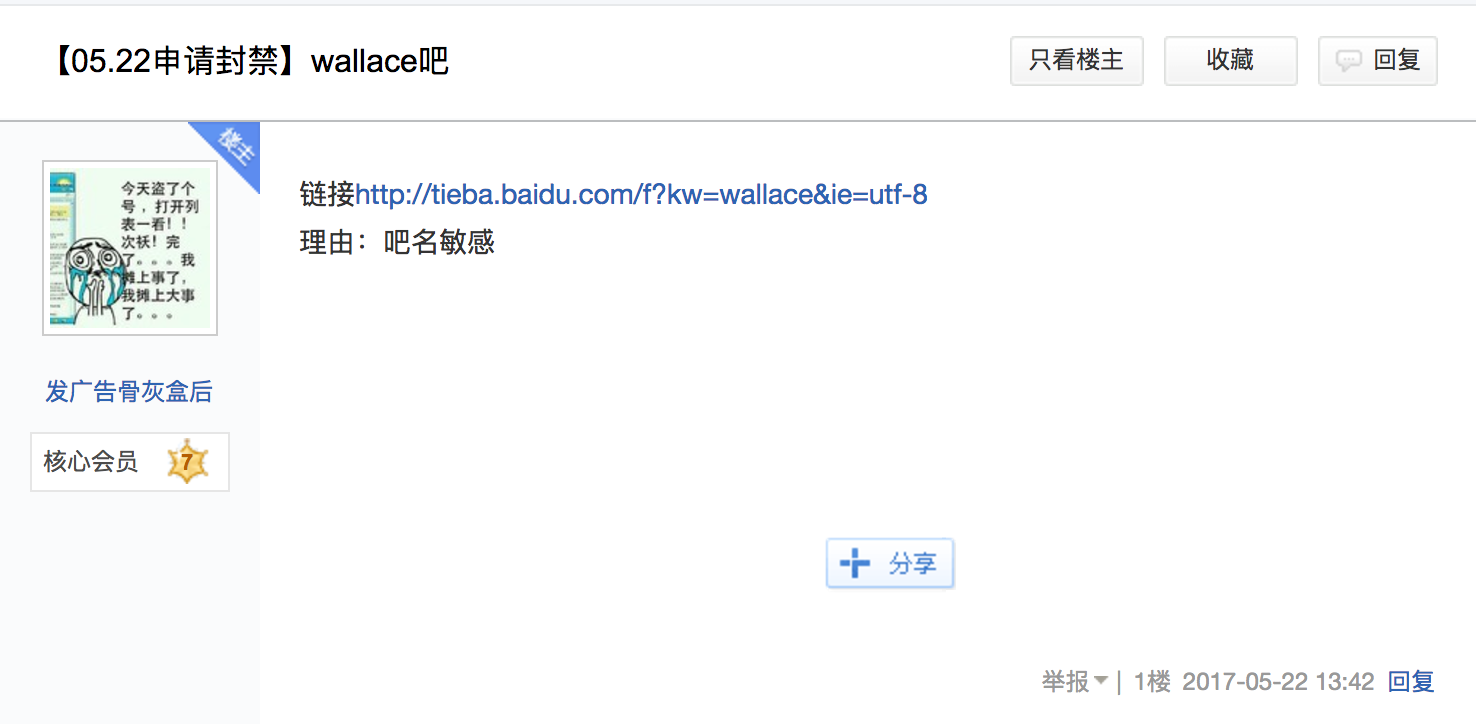 【05.22申请封禁】wallace吧
只看楼主
收藏
回复
楼主
今天盗了个
号，打开列
表一看！！
次妖！完
了。。。我
摊上事了，
我摊上大事
了。。。
发广告骨灰盒后
核心会员 7
链接http://tieba.baidu.com/f?kw=wallace&ie=utf-8
理由：吧名敏感
分享
举报 | 1楼 2017-05-22 13:42 回复